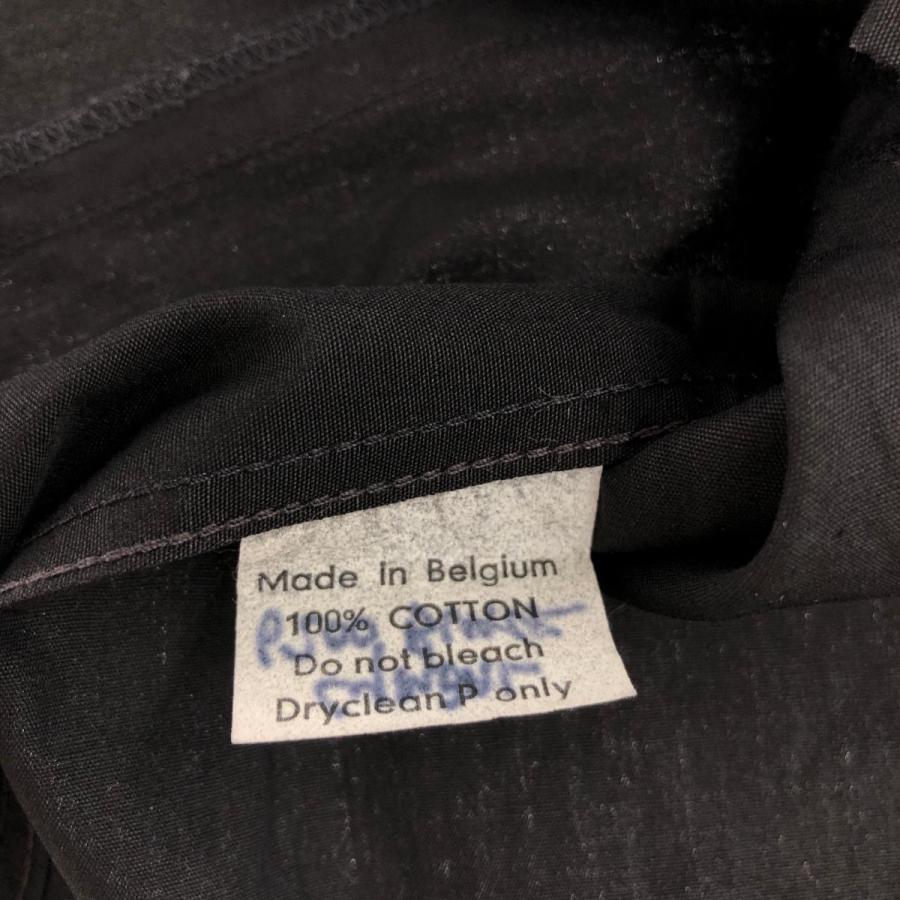 Made in Belgium
100% COTTON
Do not bleach
Dryclean P only